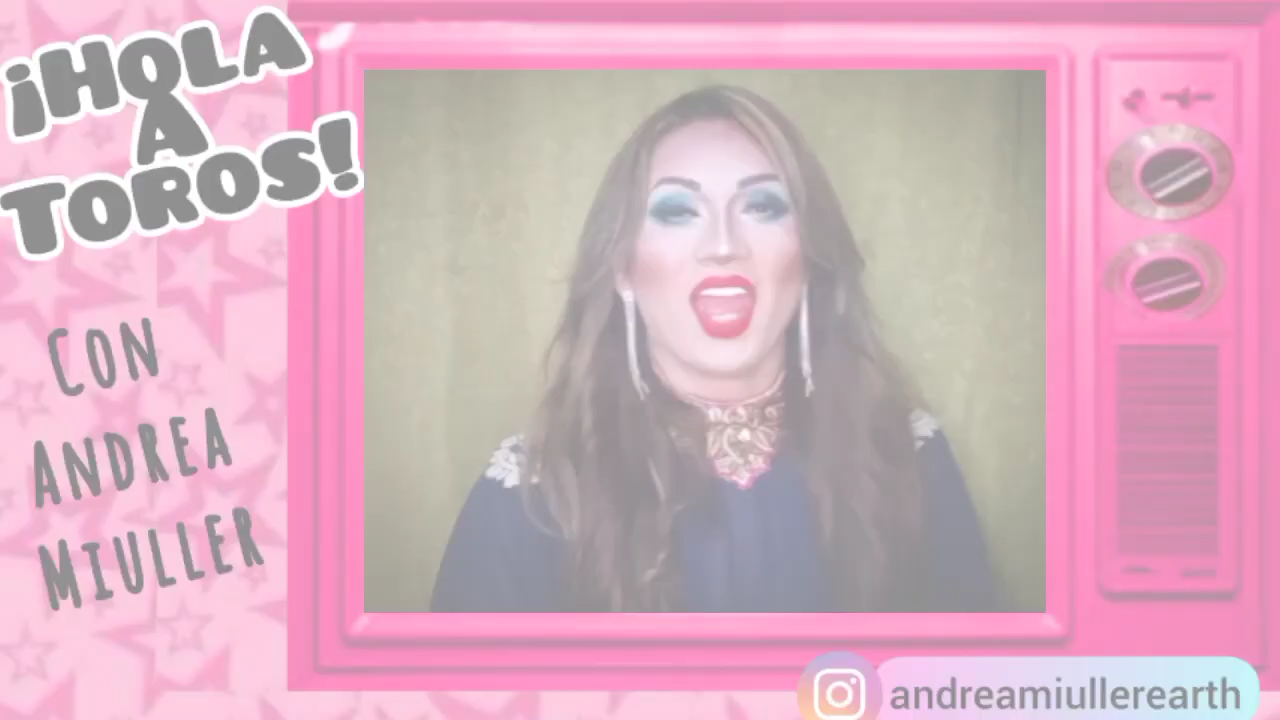 ¡HOLA
A
TOROS!
CON
ANDREA
MIULLER
andreamiullerearth